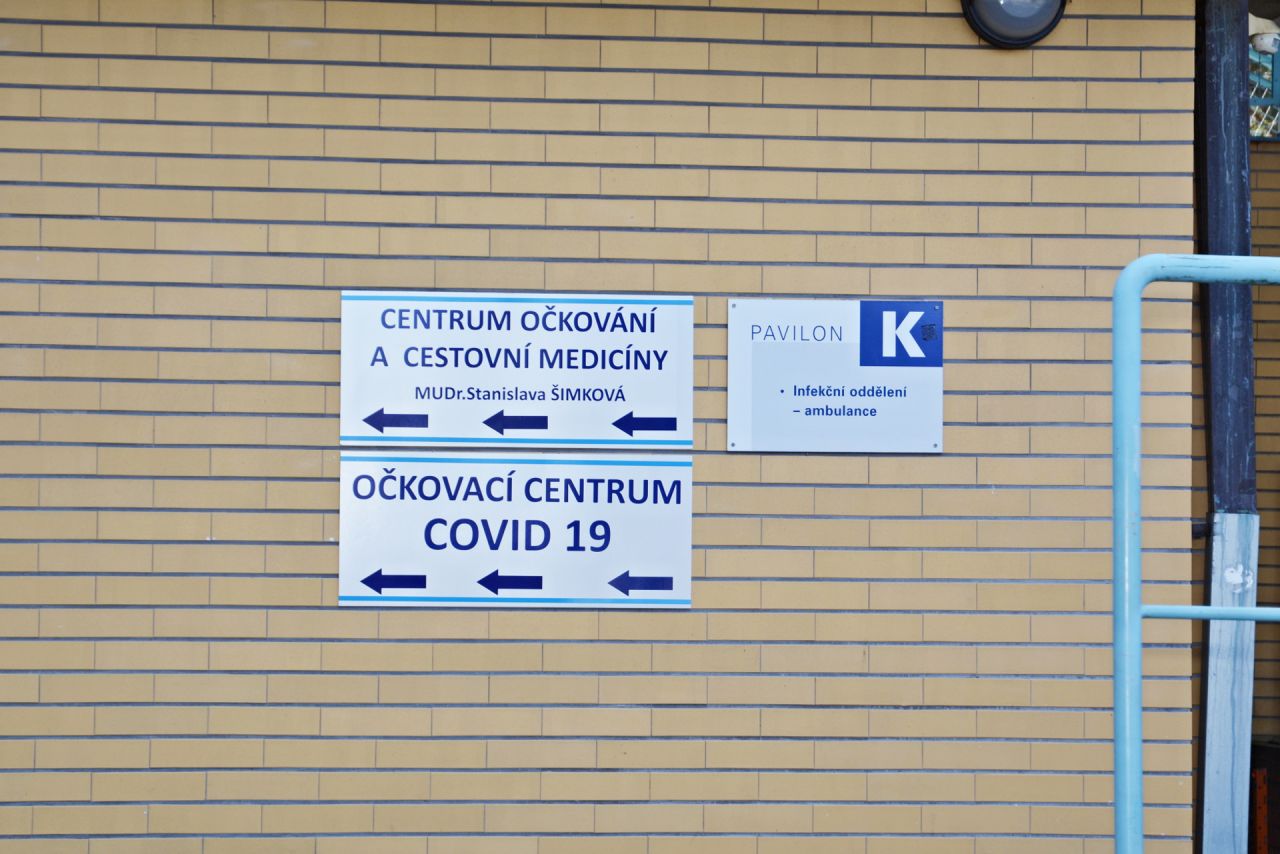 CENTRUM OČKOVÁNÍ
A CESTOVNÍ MEDICÍNY
MUDr.Stanislava ŠIMKOVÁ
OČKOVACÍ CENTRUM
COVID 19
PAVILON K
• Infekční oddělení
– ambulance